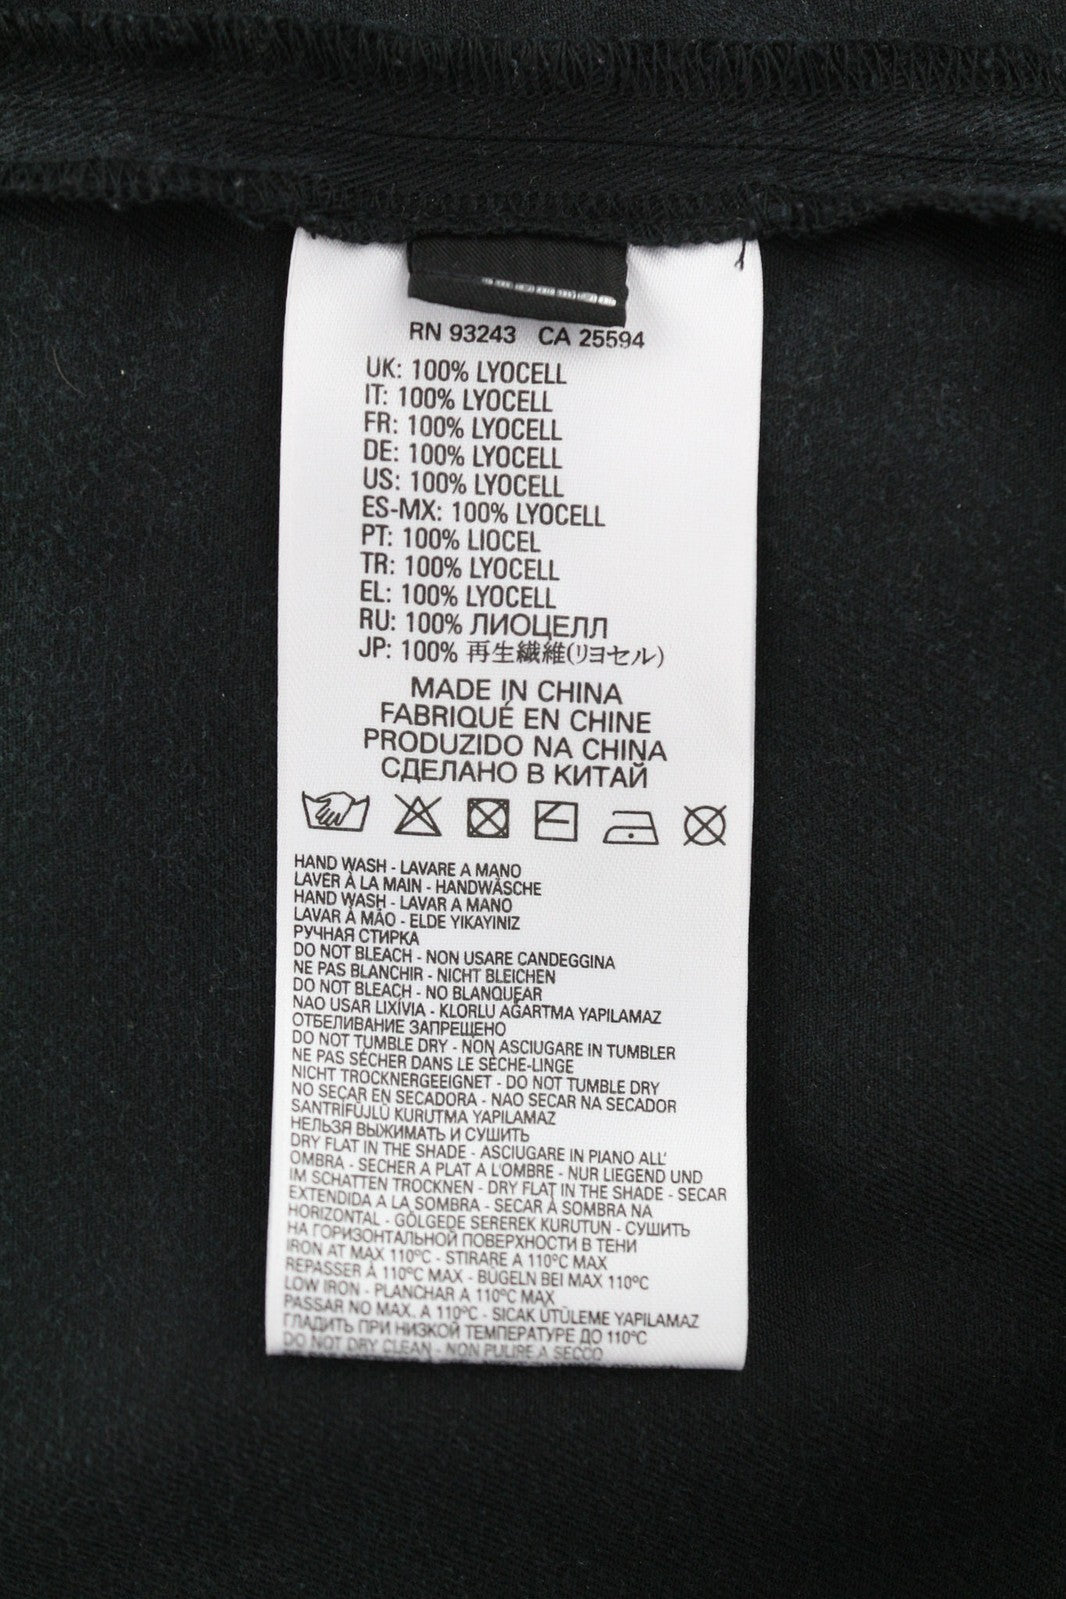 RN 93243 CA 25594
UK: 100% LYOCELL
IT: 100% LYOCELL
FR: 100% LYOCELL
DE: 100% LYOCELL
US: 100% LYOCELL
ES-MX: 100% LYOCELL
PT: 100% LIOCEL
TR: 100% LYOCELL
EL: 100% LYOCELL
RU: 100% ЛИОЦЕЛЛ
JP: 100% 再生繊維(リヨセル)
MADE IN CHINA
FABRIQUÉ EN CHINE
PRODUZIDO NA CHINA
СДЕЛАНО В КИТАЙ
HAND WASH - LAVARE A MANO
LAVER À LA MAIN - HANDWÄSCHE
HAND WASH - LAVAR A MANO
LAVAR À MÃO - ELDE YIKAYINIZ
РУЧНАЯ СТИРКА
DO NOT BLEACH - NON USARE CANDEGGINA
NE PAS BLANCHIR - NICHT BLEICHEN
DO NOT BLEACH - NO BLANQUEAR
NAO USAR LIXÍVIA - KLORLU AĞARTMA YAPILAMAZ
ОТБЕЛИВАНИЕ ЗАПРЕЩЕНО
DO NOT TUMBLE DRY - NON ASCIUGARE IN TUMBLER
NE PAS SÉCHER DANS LE SÈCHE-LINGE
NICHT TROCKNERGEEIGNET - DO NOT TUMBLE DRY
NO SECAR EN SECADORA - NAO SECAR NA SECADOR
SANTRİFÜJLÜ KURUTMA YAPILAMAZ
НЕЛЬЗЯ ВЫЖИМАТЬ И СУШИТЬ
DRY FLAT IN THE SHADE - ASCIUGARE IN PIANO ALL'
OMBRA - SECHER A PLAT A L'OMBRE - NUR LIEGEND UND
IM SCHATTEN TROCKNEN - DRY FLAT IN THE SHADE - SECAR
EXTENDIDA A LA SOMBRA - SECAR À SOMBRA NA
HORIZONTAL - GÖLGEDE SEREREK KURUTUN - СУШИТЬ
НА ГОРИЗОНТАЛЬНОЙ ПОВЕРХНОСТИ В ТЕНИ
IRON AT MAX 110°C - STIRARE A 110°C MAX
REPASSER À 110°C MAX - BÜGELN BEI MAX 110°C
LOW IRON - PLANCHAR A 110°C MAX
PASSAR NO MAX. A 110°C - SICAK ÜTÜLEME YAPILAMAZ
ГЛАДИТЬ ПРИ НИЗКОЙ ТЕМПЕРАТУРЕ ДО 110°C
DO NOT DRY CLEAN - NON PULIRE A SECCO